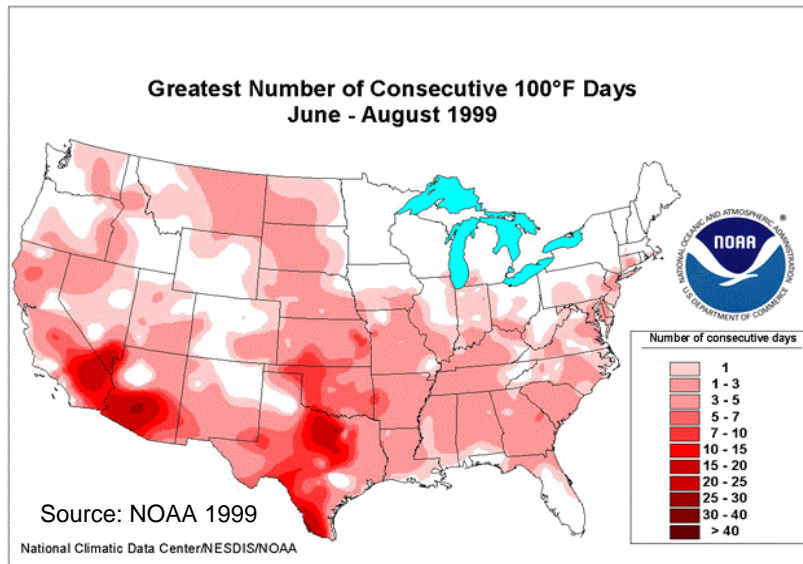 Greatest Number of Consecutive 100°F Days
June - August 1999
NATIONAL OCEANIC AND ATMOSPHERIC ADMINISTRATION
NOAA
®
U.S. DEPARTMENT OF COMMERCE
Number of consecutive days
1
1 - 3
3 - 5
5 - 7
7 - 10
10 - 15
15 - 20
20 - 25
25 - 30
30 - 40
> 40
Source: NOAA 1999
National Climatic Data Center/NESDIS/NOAA